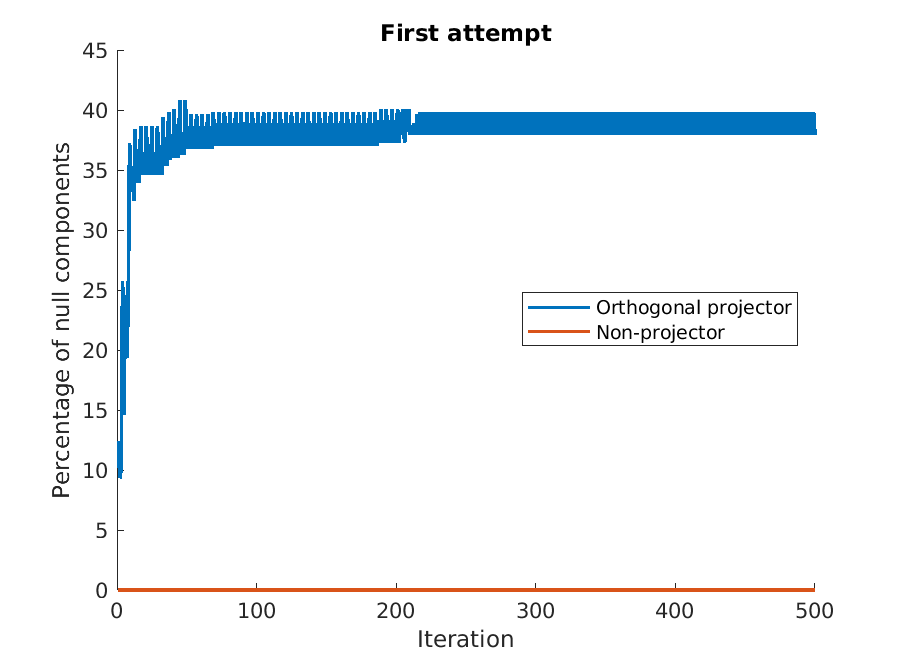 First attempt
45
40
35
30
25
20
15
10
5
0
Percentage of null components
Orthogonal projector
Non-projector
0 100 200 300 400 500
Iteration